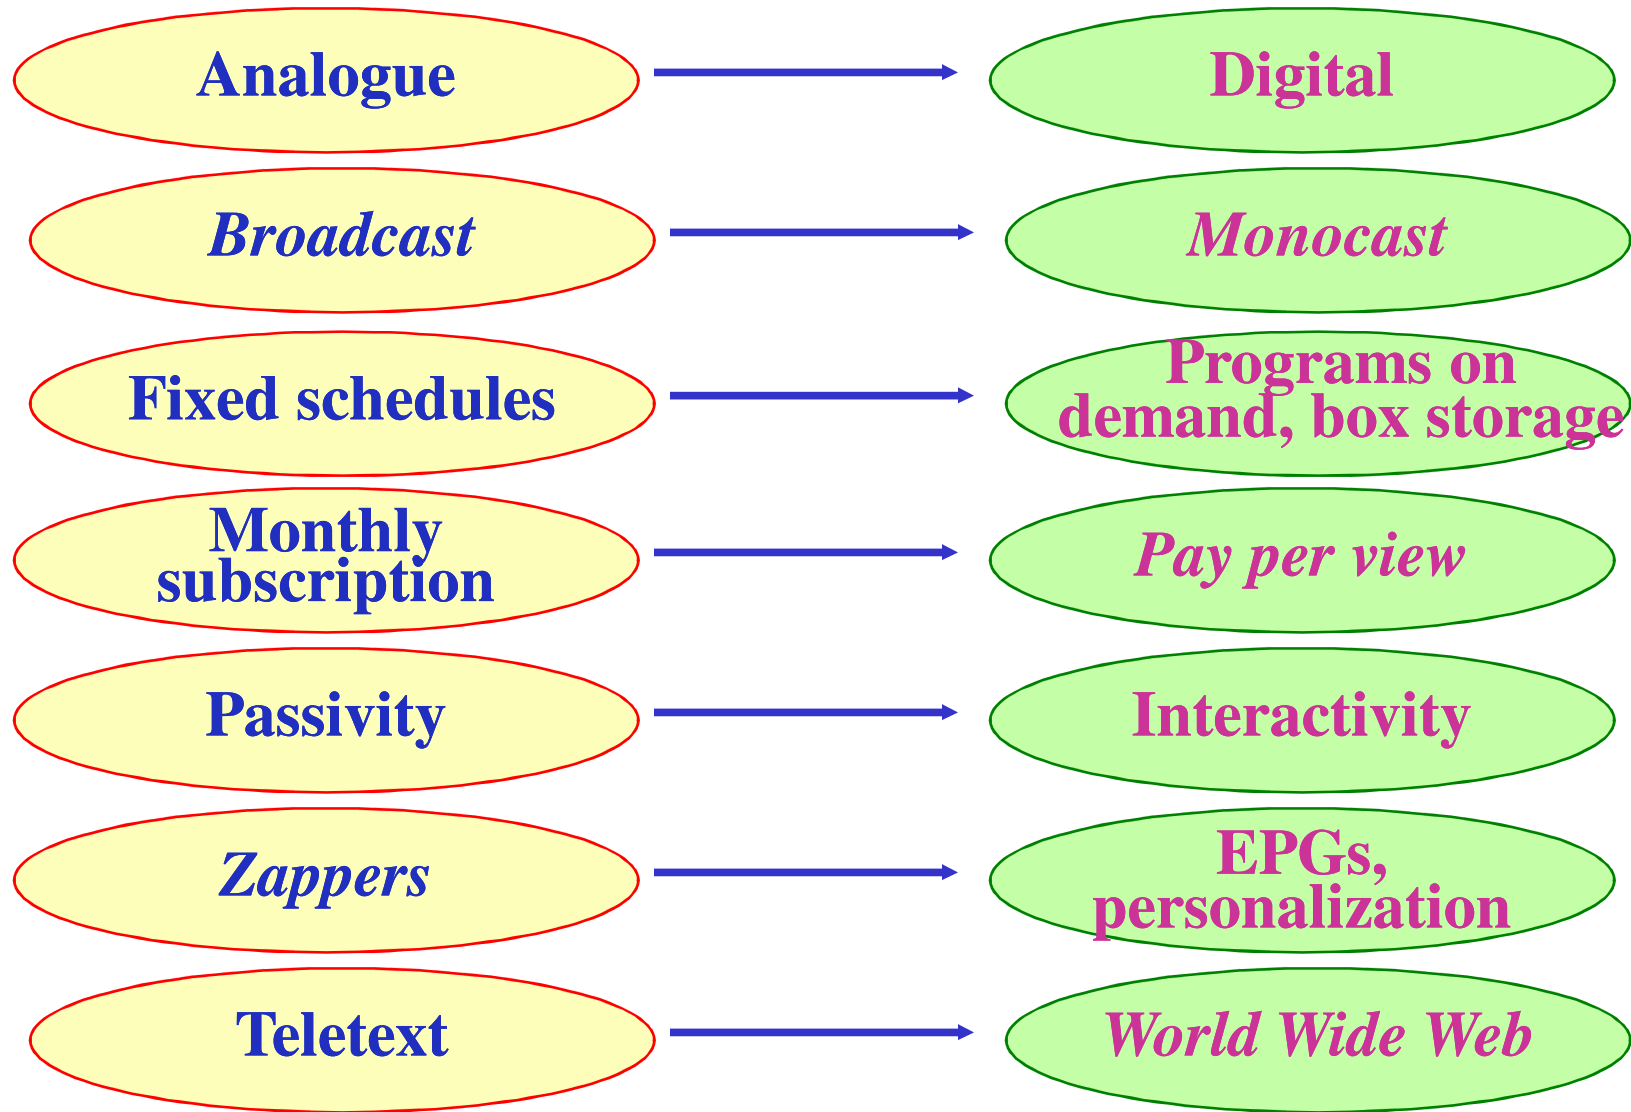 Analogue
Digital
Broadcast
Monocast
Fixed schedules
Programs on
demand, box storage
Monthly
subscription
Pay per view
Passivity
Interactivity
Zappers
EPGs,
personalization
Teletext
World Wide Web